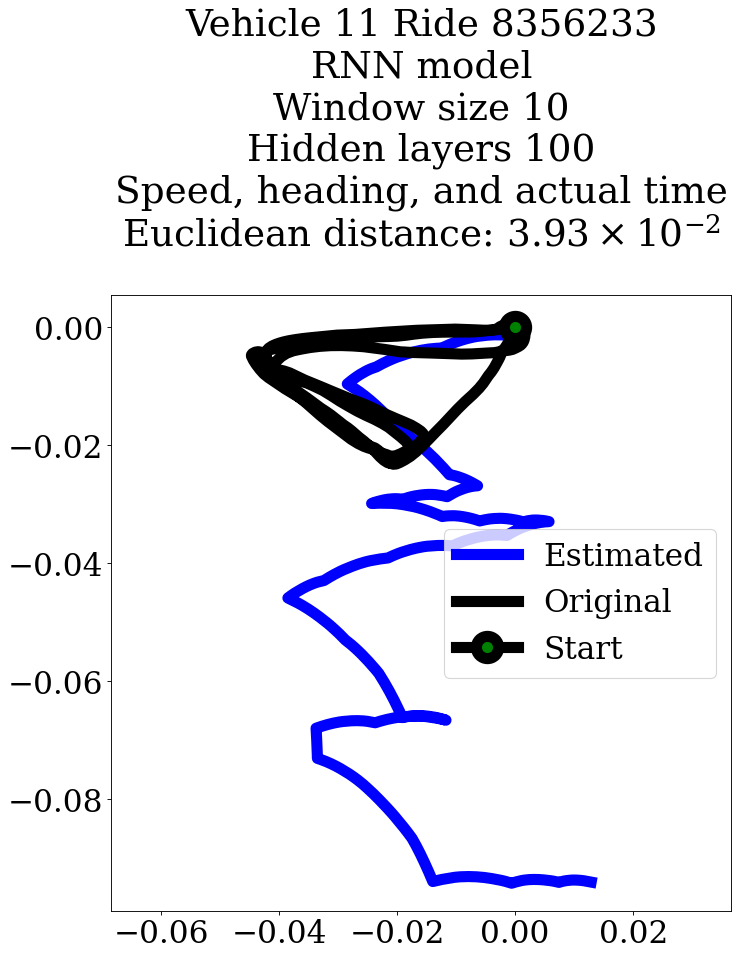 Vehicle 11 Ride 8356233
RNN model
Window size 10
Hidden layers 100
Speed, heading, and actual time
Euclidean distance: 3.93 × 10⁻²
0.00
−0.02
−0.04
−0.06
−0.08
Estimated
Original
Start
−0.06 −0.04 −0.02 0.00 0.02